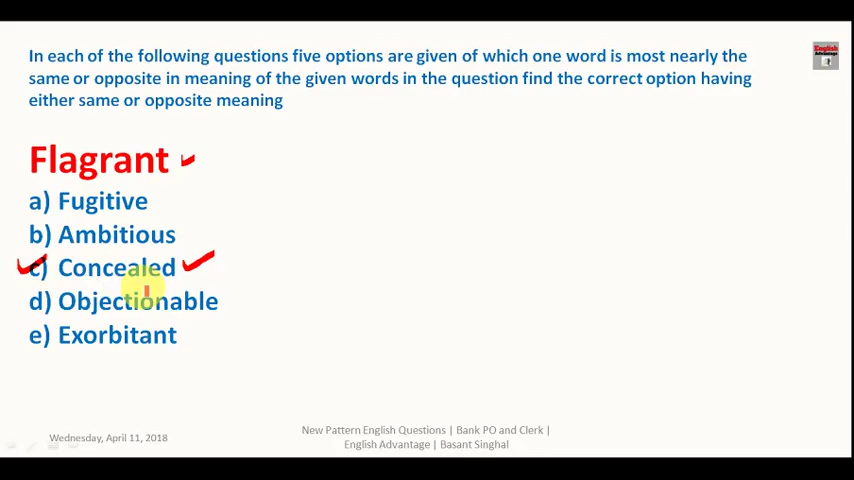 In each of the following questions five options are given of which one word is most nearly the
same or opposite in meaning of the given words in the question find the correct option having
either same or opposite meaning
English
Advantage
Flagrant
a) Fugitive
b) Ambitious
c) Concealed
d) Objectionable
e) Exorbitant
Wednesday, April 11, 2018
New Pattern English Questions | Bank PO and Clerk |
English Advantage | Basant Singhal